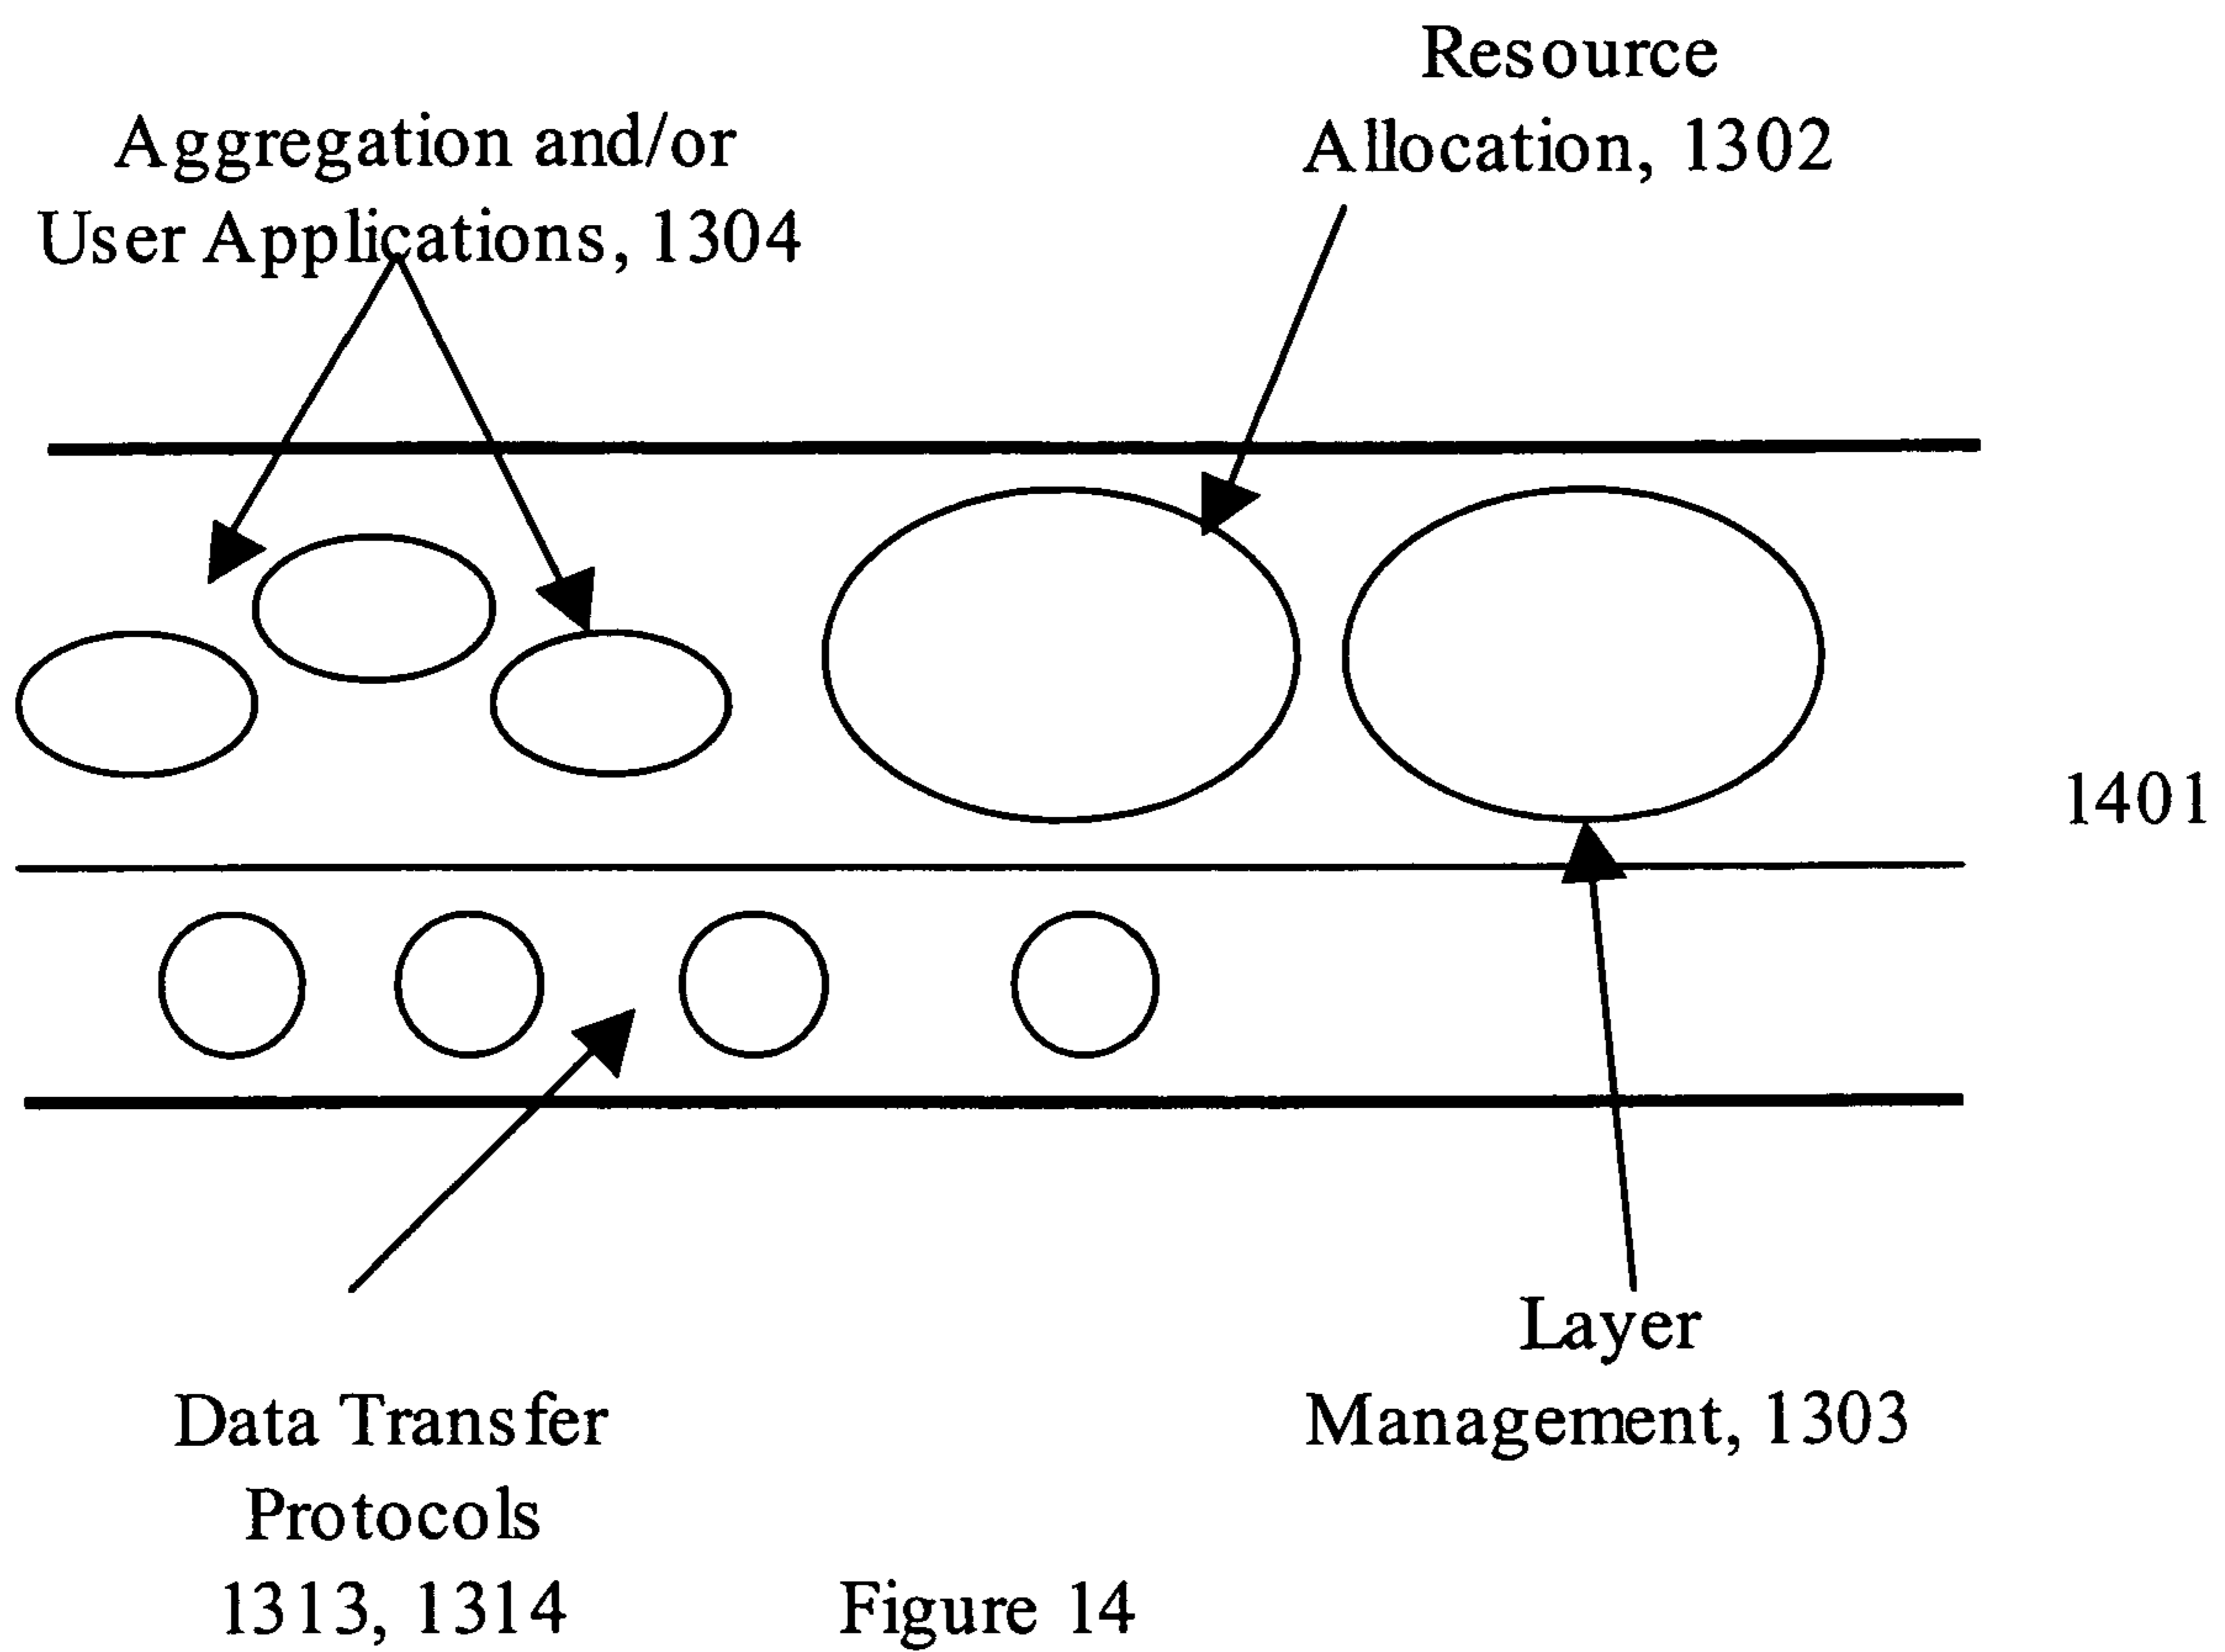 Resource
Allocation, 1302
Aggregation and/or
User Applications, 1304
1401
Layer
Management, 1303
Data Transfer
Protocols
1313, 1314
Figure 14